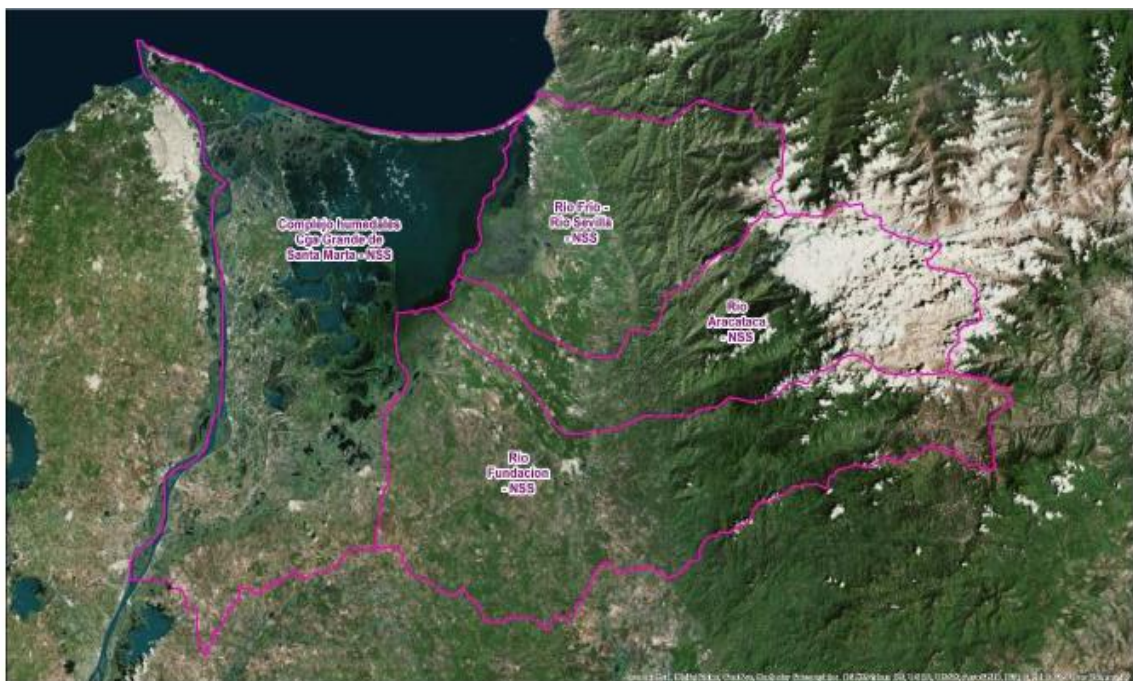 Complejo humedales
Cga Grande de
Santa Marta - NSS
Rio Frio -
Rio Sevilla
- NSS
Rio
Aracataca
- NSS
Rio
Fundacion
- NSS